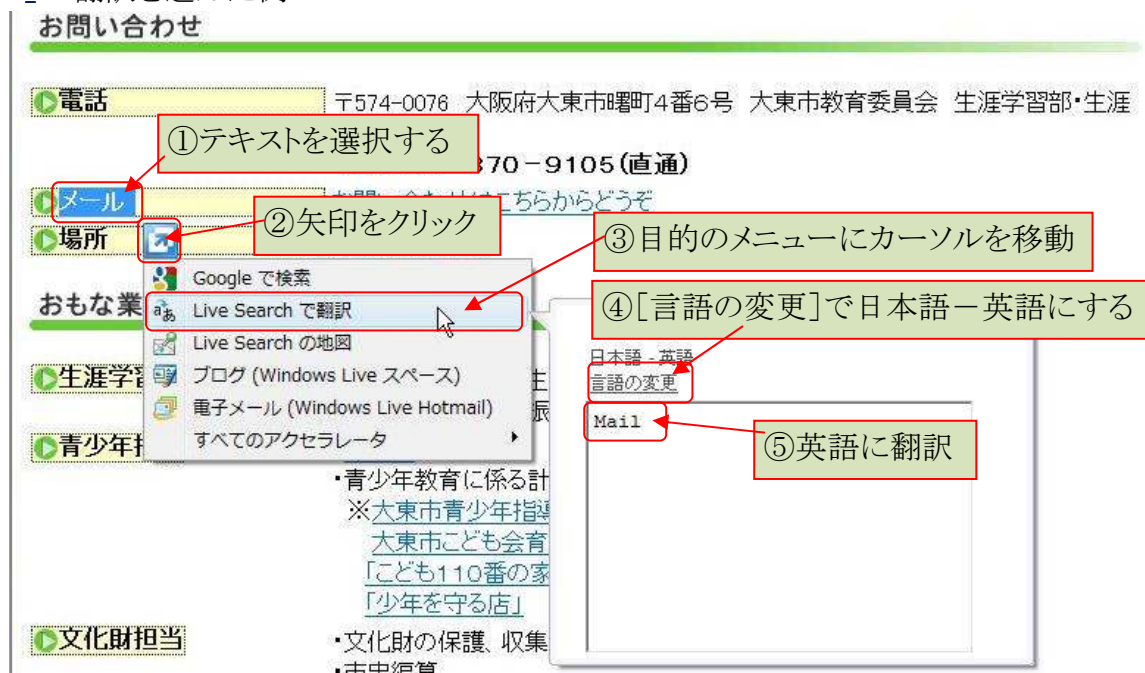 お問い合わせ
電話
〒574-0076 大阪府大東市曙町4番6号 大東市教育委員会 生涯学習部・生涯
①テキストを選択する
870-9105(直通)
メール
こちらからどうぞ
②矢印をクリック
場所
③目的のメニューにカーソルを移動
Google で検索
おもな業
Live Search で翻訳
④[言語の変更]で日本語-英語にする
Live Search の地図
日本語 - 英語
生涯学習
ブログ (Windows Live スペース)
言語の変更
電子メール (Windows Live Hotmail)
Mail
すべてのアクセラレータ
⑤英語に翻訳
青少年
・青少年教育に係る計
※大東市青少年指導
大東市こども会育
「こども110番の家
「少年を守る店」
文化財担当
・文化財の保護、収集